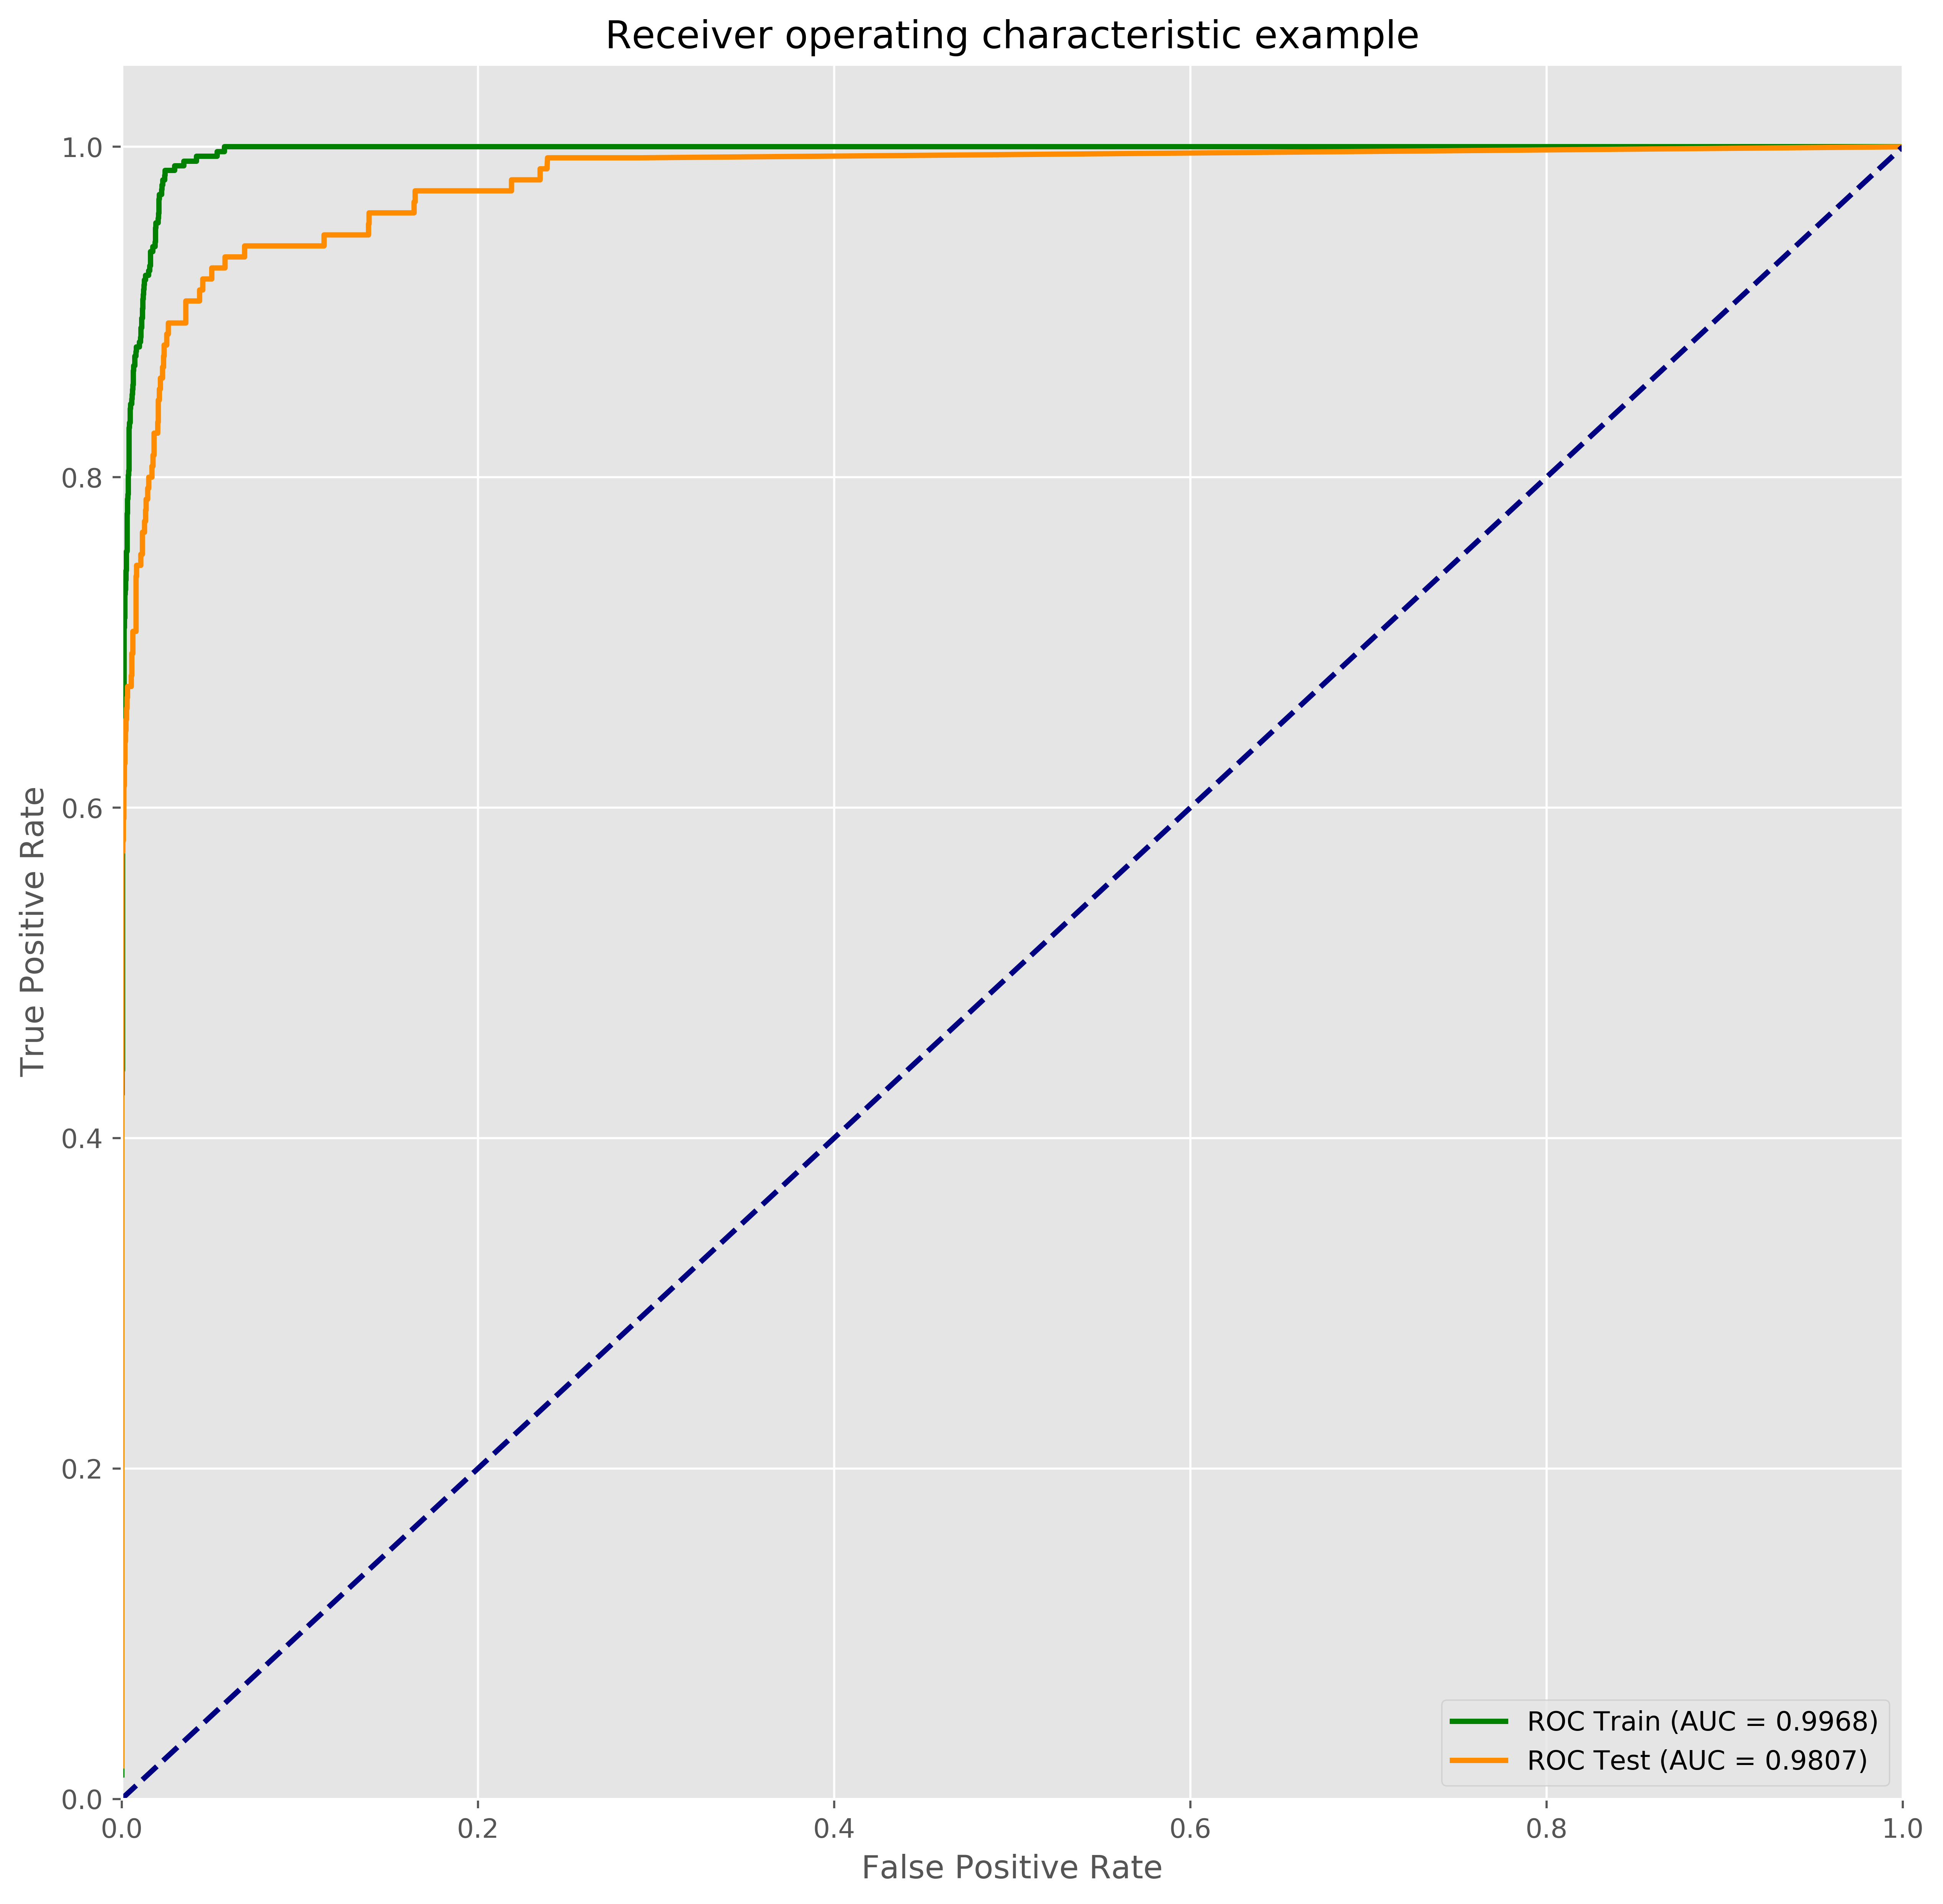 Receiver operating characteristic example
1.0
0.8
0.6
0.4
0.2
0.0
True Positive Rate
ROC Train (AUC = 0.9968)
ROC Test (AUC = 0.9807)
0.0 0.2 0.4 0.6 0.8 1.0
False Positive Rate